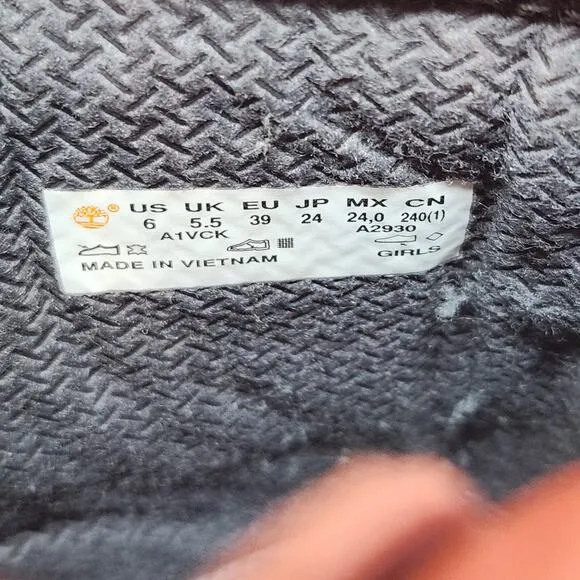 ® US UK EU JP MX CN
6 5.5 39 24 24,0 240(1)
A1VCK A2930
MADE IN VIETNAM GIRLS